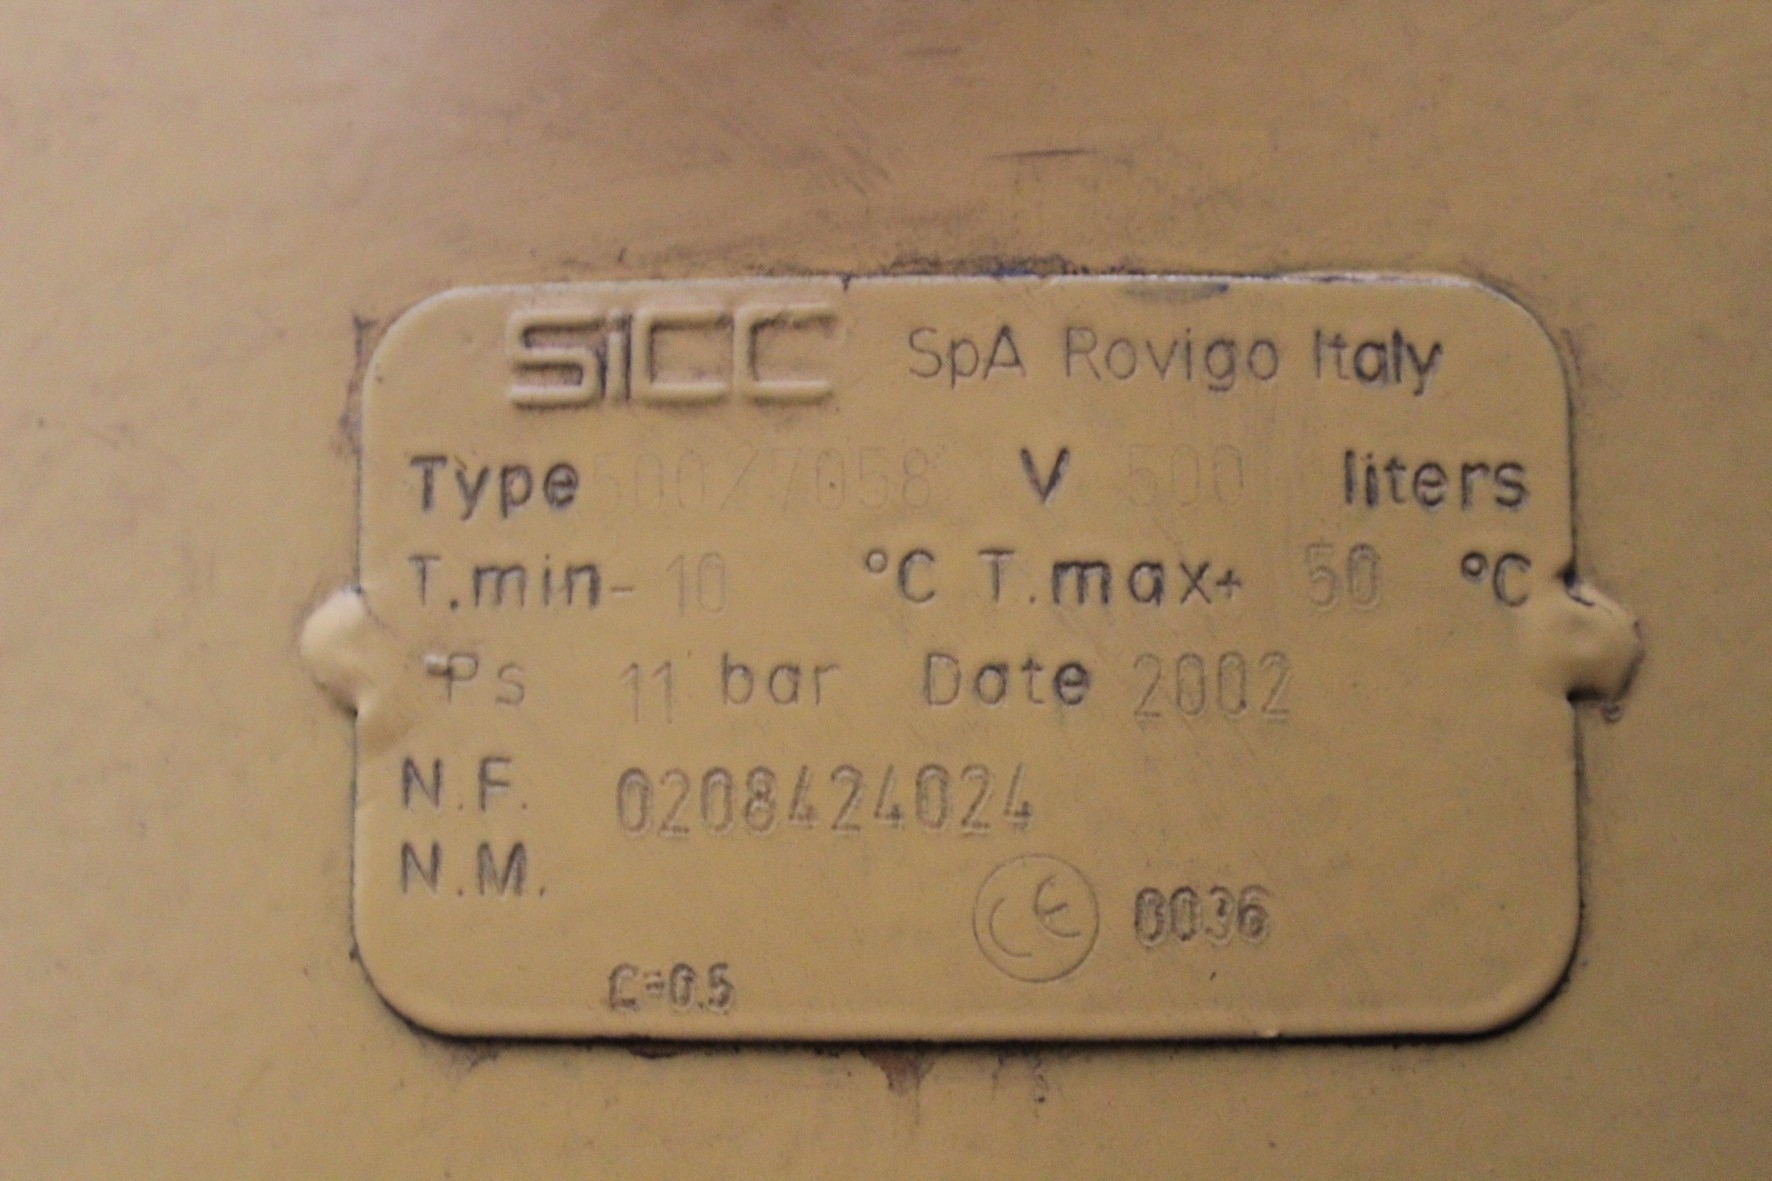 SiCC SpA Rovigo Italy
Type 50027058 V 500 liters
T.min - 10 °C T.max + 50 °C
Ps 11 bar Date 2002
N.F. 0208424024
N.M.
CE 0036
C=0.5